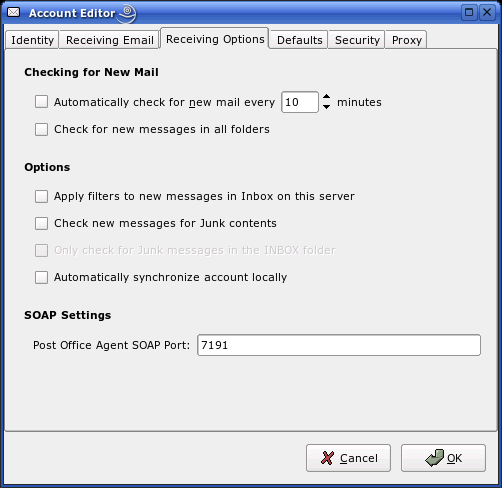 Account Editor
Identity Receiving Email Receiving Options Defaults Security Proxy
Checking for New Mail
Automatically check for new mail every 10 minutes
Check for new messages in all folders
Options
Apply filters to new messages in Inbox on this server
Check new messages for Junk contents
Only check for Junk messages in the INBOX folder
Automatically synchronize account locally
SOAP Settings
Post Office Agent SOAP Port: 7191
Cancel OK